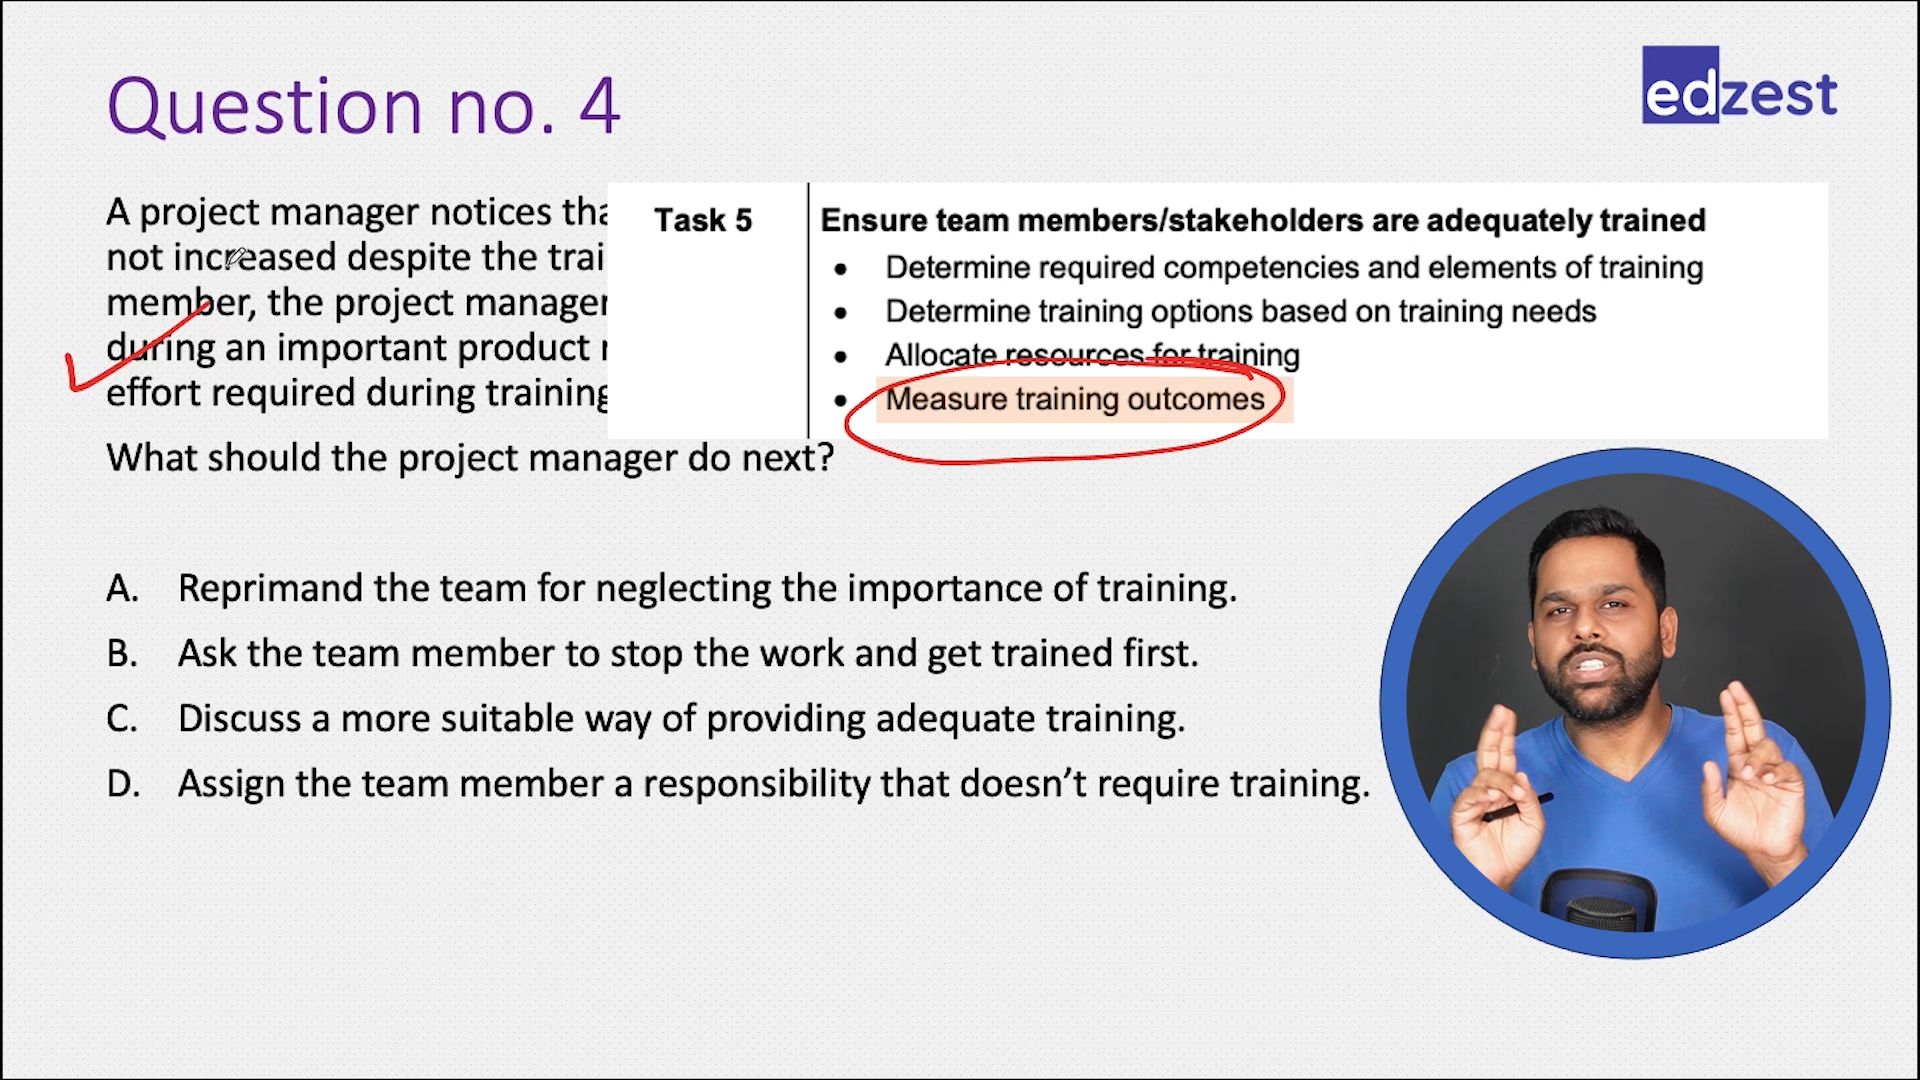 Question no. 4
edzest
A project manager notices tha
not increased despite the trai
member, the project manager
during an important product
effort required during training
What should the project manager do next?
Task 5
Ensure team members/stakeholders are adequately trained
• Determine required competencies and elements of training
• Determine training options based on training needs
• Allocate resources for training
• Measure training outcomes
A. Reprimand the team for neglecting the importance of training.
B. Ask the team member to stop the work and get trained first.
C. Discuss a more suitable way of providing adequate training.
D. Assign the team member a responsibility that doesn't require training.